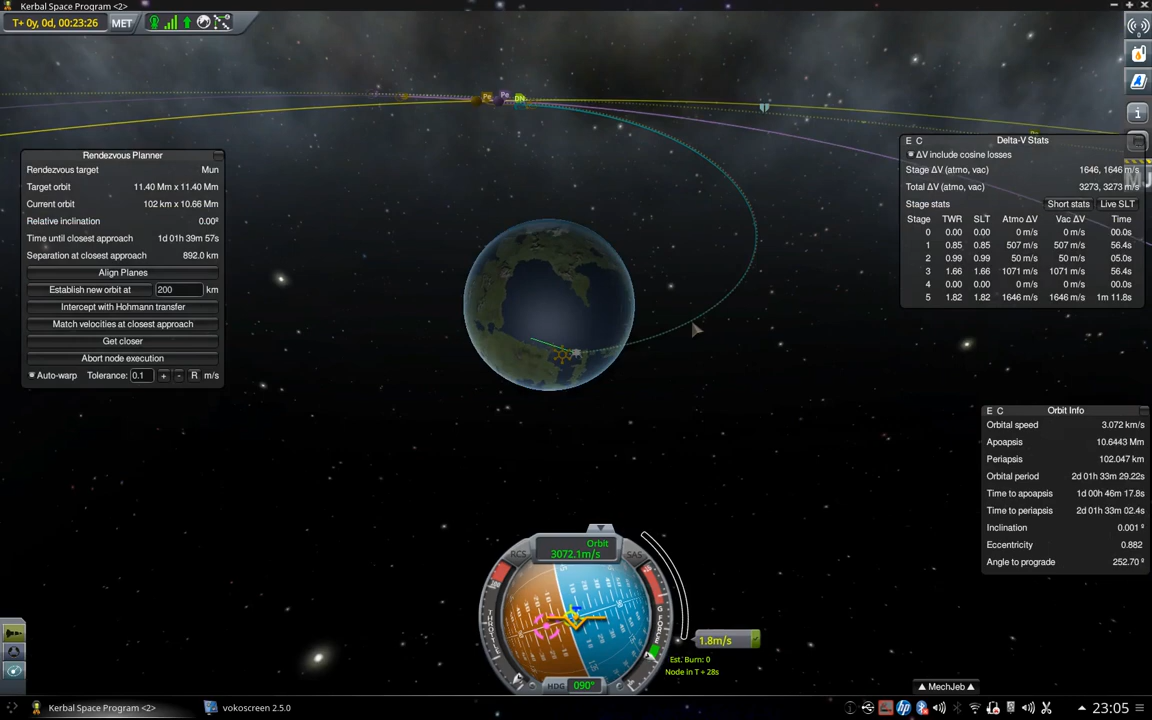 Kerbal Space Program <2>
T+ 0y, 0d, 00:23:26
MET
Pe
Pe
DN
Rendezvous Planner
Rendezvous target Mun
Target orbit 11.40 Mm x 11.40 Mm
Current orbit 102 km x 10.66 Mm
Relative inclination 0.00º
Time until closest approach 1d 01h 39m 57s
Separation at closest approach 892.0 km
Align Planes
Establish new orbit at 200 km
Intercept with Hohmann transfer
Match velocities at closest approach
Get closer
Abort node execution
Auto-warp Tolerance: 0.1 + - R m/s
E C Delta-V Stats
ΔV include cosine losses
Stage ΔV (atmo, vac) 1646, 1646 m/s
Total ΔV (atmo, vac) 3273, 3273 m/s
Stage stats Short stats Live SLT
Stage TWR SLT Atmo ΔV Vac ΔV Time
0 0.00 0.00 0 m/s 0 m/s 00.0s
1 0.85 0.85 507 m/s 507 m/s 56.4s
2 0.99 0.99 50 m/s 50 m/s 05.0s
3 1.66 1.66 1071 m/s 1071 m/s 56.4s
4 0.00 0.00 0 m/s 0 m/s 00.0s
5 1.82 1.82 1646 m/s 1646 m/s 1m 11.8s
E C Orbit Info
Orbital speed 3.072 km/s
Apoapsis 10.6443 Mm
Periapsis 102.047 km
Orbital period 2d 01h 33m 29.22s
Time to apoapsis 1d 00h 46m 17.8s
Time to periapsis 2d 01h 33m 02.4s
Inclination 0.001 º
Eccentricity 0.882
Angle to prograde 252.70 º
Orbit
3072.1m/s
RCS
SAS
THROTTLE
G FORCE
HDG 090°
1.8m/s
Est. Burn: 0
Node in T + 28s
▲ MechJeb ▲
Kerbal Space Program <2>
vokoscreen 2.5.0
23:05